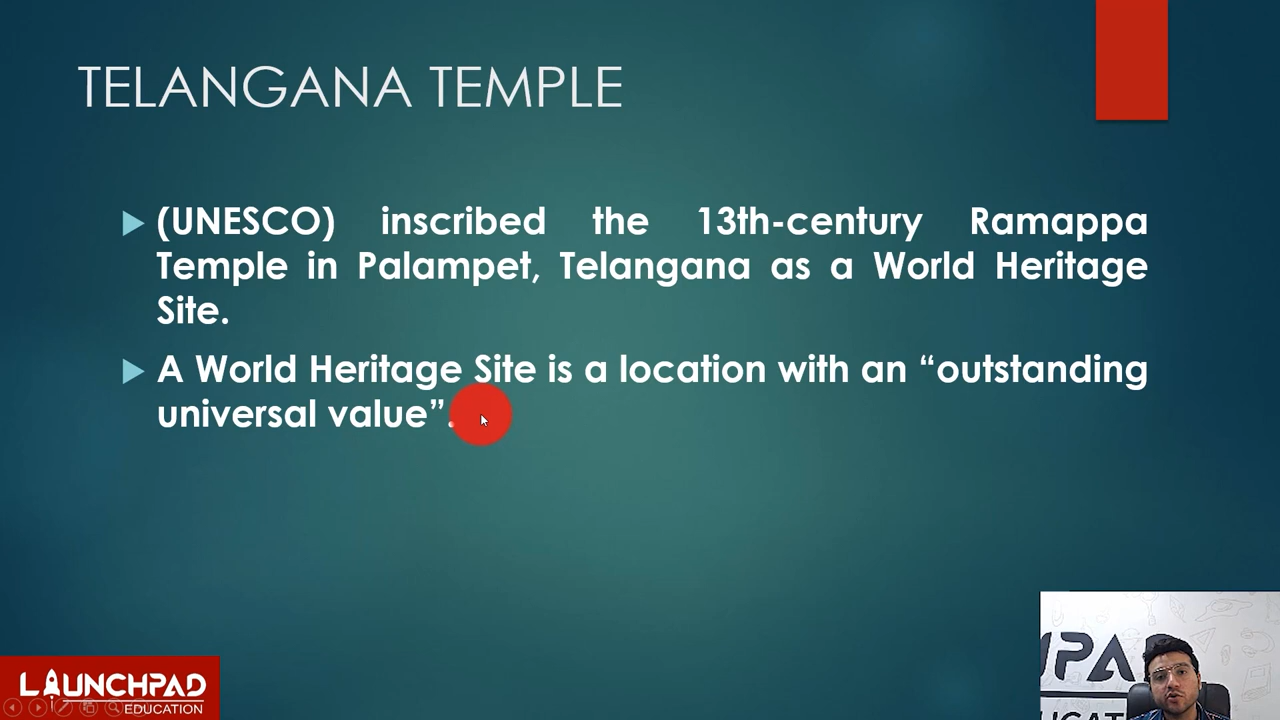 TELANGANA TEMPLE
(UNESCO) inscribed the 13th-century Ramappa
Temple in Palampet, Telangana as a World Heritage
Site.
A World Heritage Site is a location with an “outstanding
universal value”.
LAUNCHPAD
EDUCATION